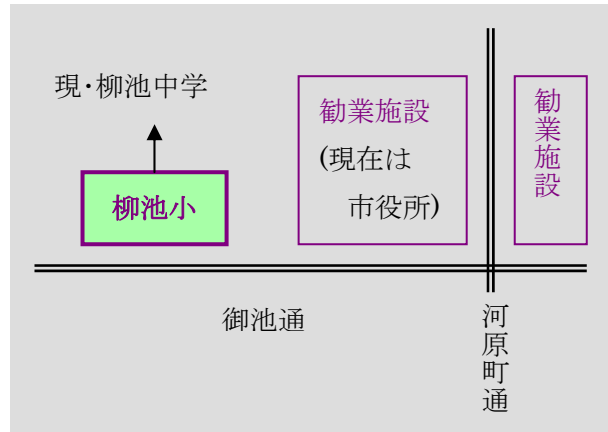 現・柳池中学
柳池小
勧業施設
(現在は
市役所)
勧業施設
御池通
河原町通